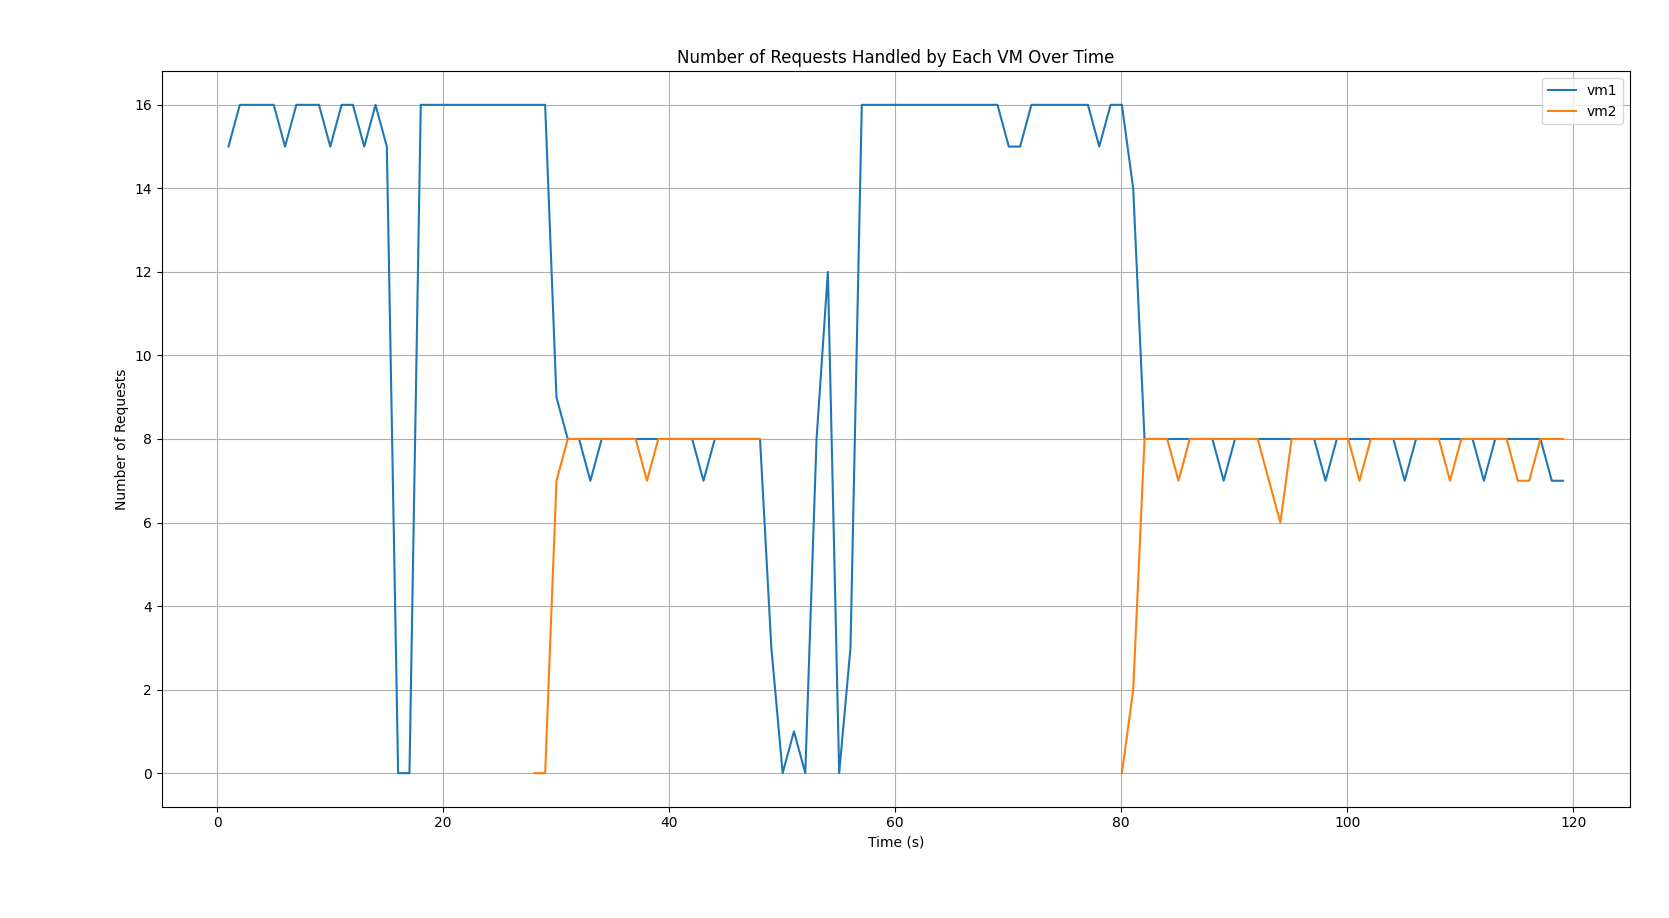 Number of Requests Handled by Each VM Over Time
vm1
vm2
16
14
12
10
8
6
4
2
0
Number of Requests
0 20 40 60 80 100 120
Time (s)